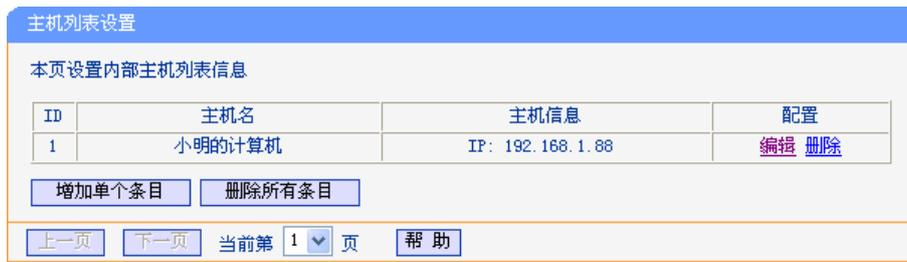 主机列表设置
本页设置内部主机列表信息
ID 主机名 主机信息 配置
1 小明的计算机 IP: 192.168.1.88 编辑 删除
增加单个条目 删除所有条目
上一页 下一页 当前第 1 页 帮 助